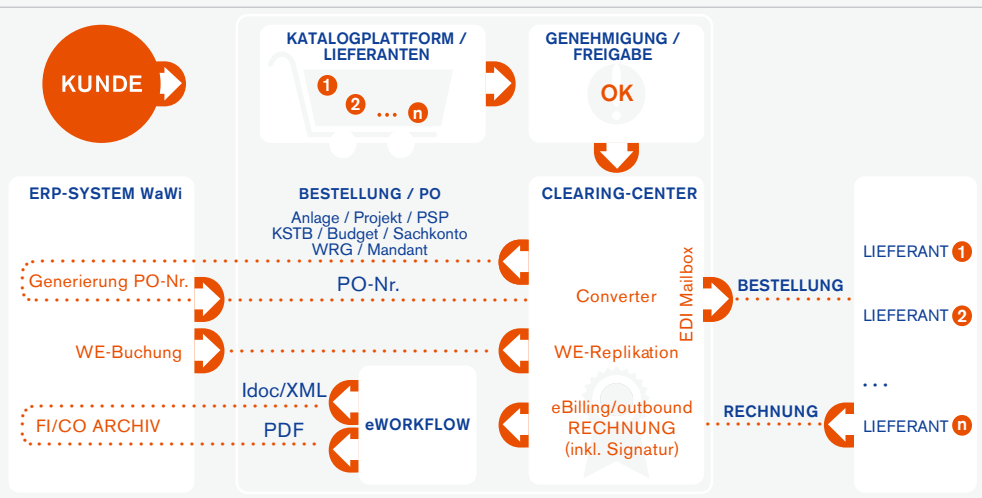 KUNDE
KATALOGPLATTFORM /
LIEFERANTEN
1
2
...
n
GENEHMIGUNG /
FREIGABE
OK
ERP-SYSTEM WaWi
Generierung PO-Nr.
WE-Buchung
FI/CO ARCHIV
BESTELLUNG / PO
Anlage / Projekt / PSP
KSTB / Budget / Sachkonto
WRG / Mandant
PO-Nr.
Idoc/XML
PDF
eWORKFLOW
CLEARING-CENTER
Converter
EDI Mailbox
WE-Replikation
eBilling/outbound
RECHNUNG
(inkl. Signatur)
BESTELLUNG
RECHNUNG
LIEFERANT 1
LIEFERANT 2
...
LIEFERANT n